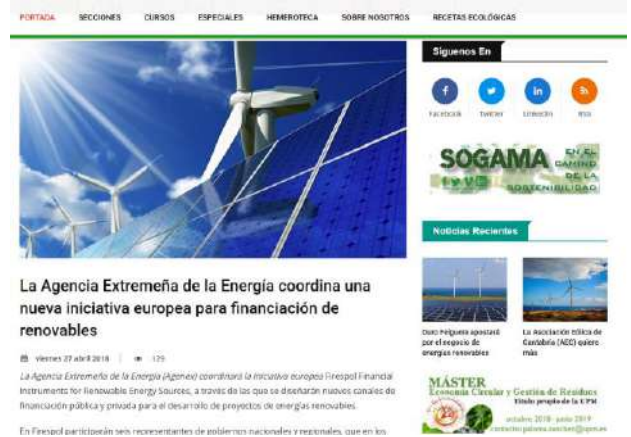 PORTADA SECCIONES CURSOS ESPECIALES HEMEROTECA SOBRE NOSOTROS RECETAS ECOLÓGICAS
La Agencia Extremeña de la Energía coordina una
nueva iniciativa europea para financiación de
renovables
viernes 27 abril 2018 129
La Agencia Extremeña de la Energía (Agenex) coordinará la iniciativa europea Firespol Financial
Instruments for Renewable Energy Sources, a través de las que se diseñarán nuevos canales de
financiación pública y privada para el desarrollo de proyectos de energías renovables.
En Firespol participarán seis representantes de gobiernos nacionales y regionales, que en los
Síguenos En
Facebook Twitter Linkedin Rss
SOGAMA EN EL
CAMINO
DE LA
SOSTENIBILIDAD
Noticias Recientes
Duro Felguera apostará
por el negocio de
energías renovables
La Asociación Eólica de
Cantabria (AEC) quiere
más
MÁSTER
Economía Circular y Gestión de Residuos
Título propio de la UPM
octubre 2018- junio 2019